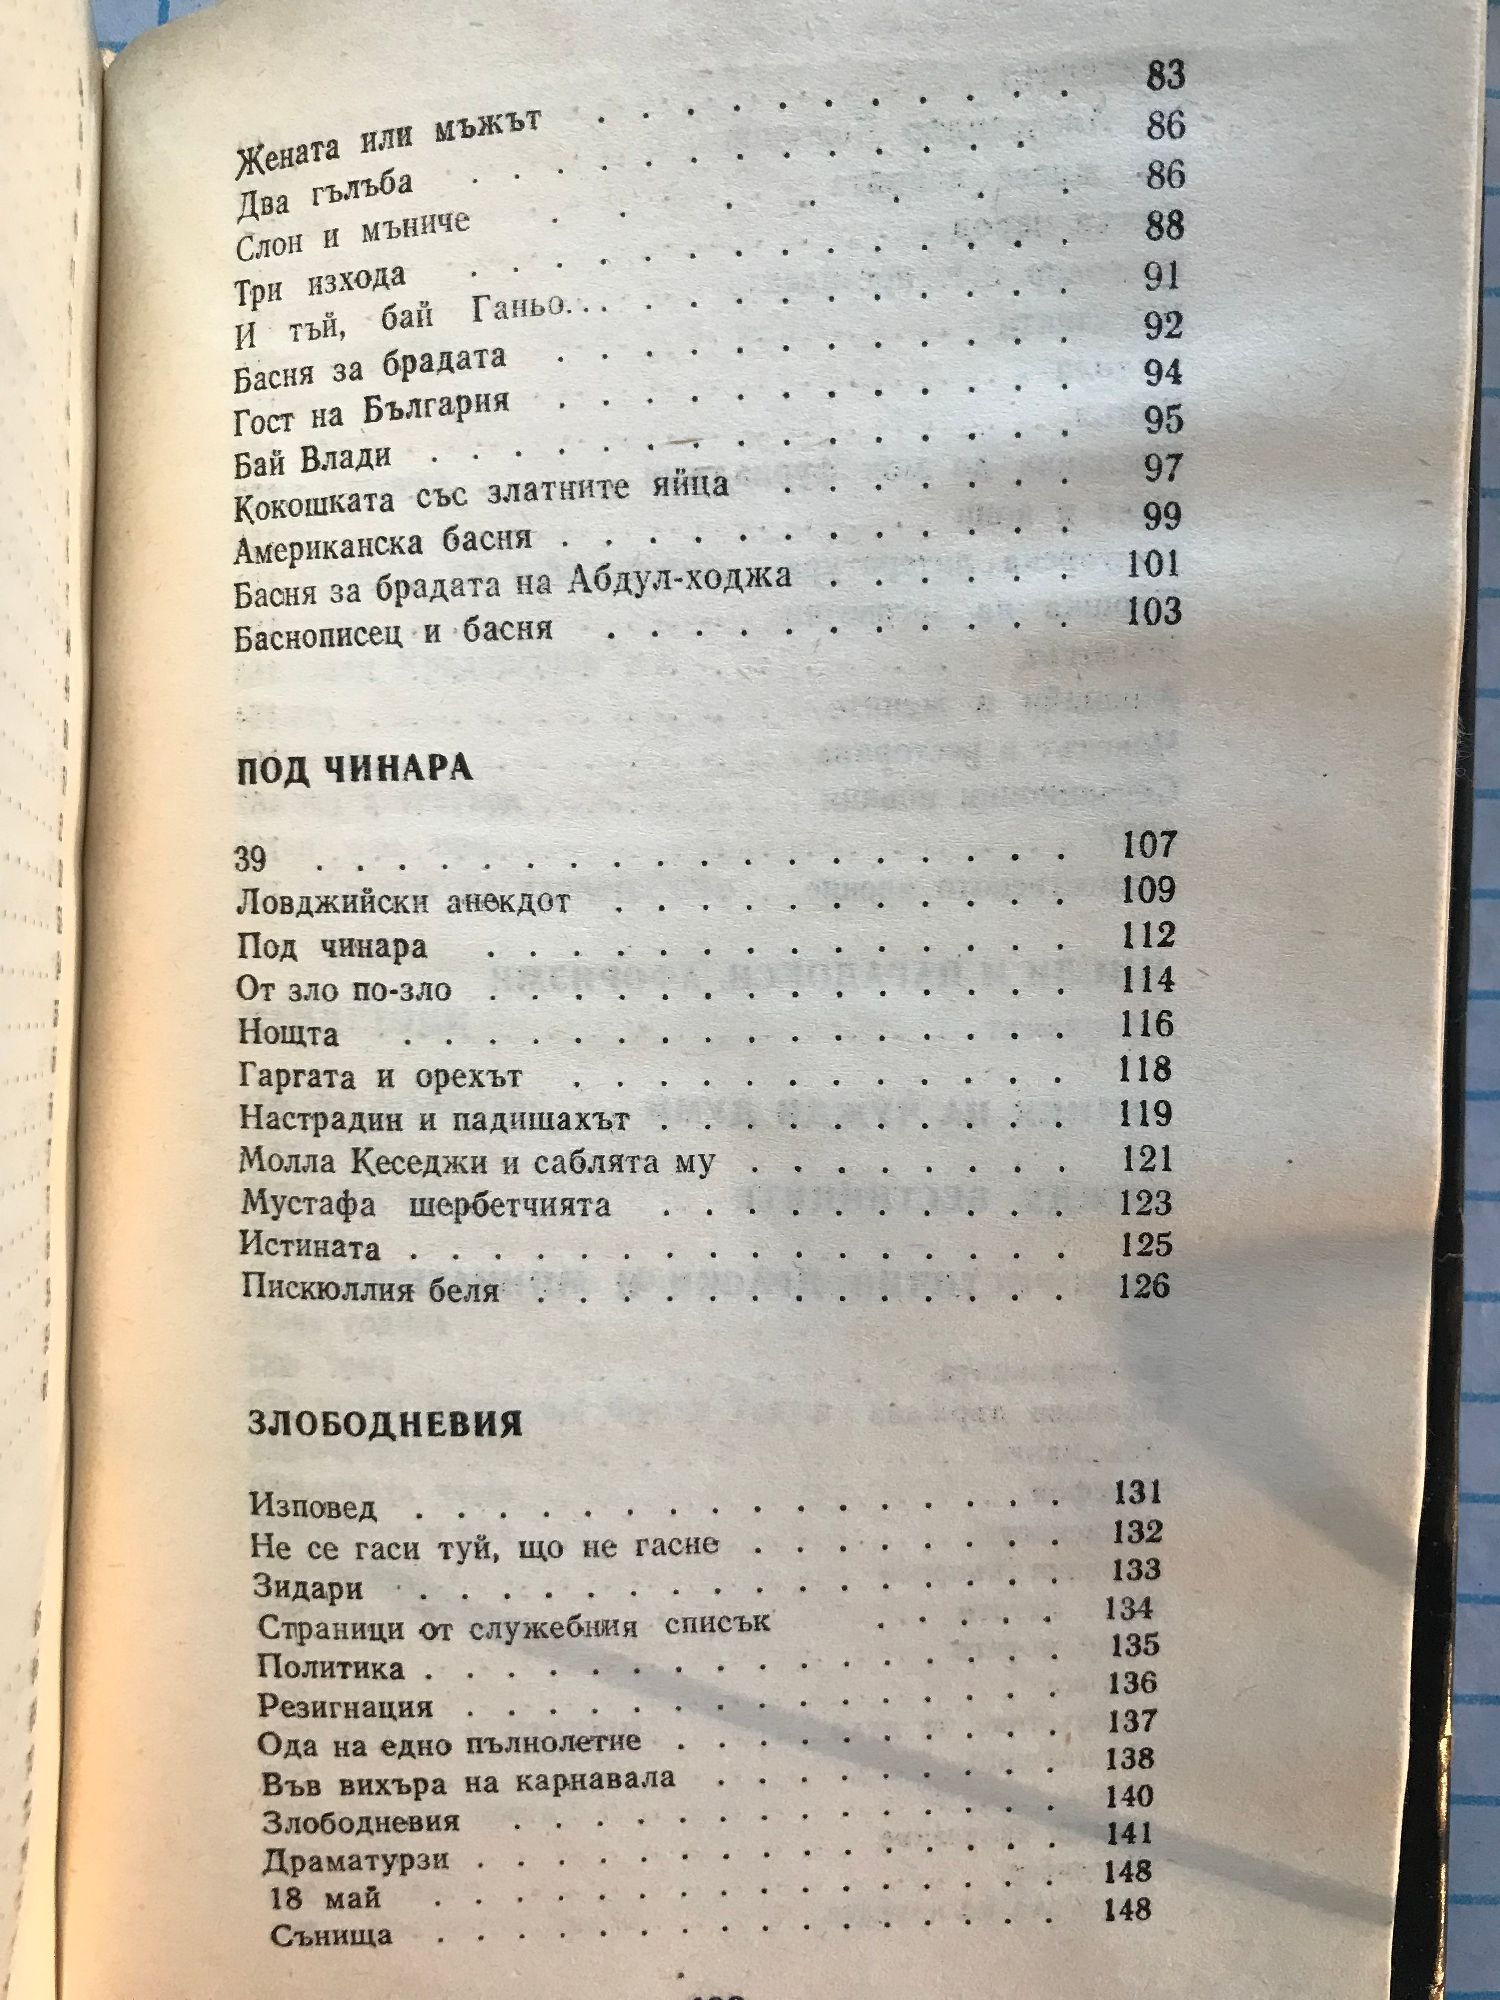 Жената или мъжът . . . . . . . . . . . 83
Два гълъба . . . . . . . . . . . . . 86
Слон и мъниче . . . . . . . . . 86
Три изхода . . . . . . . . . . . . . 88
И тъй, бай Ганьо. . . . . . . . . . . . 91
Басня за брадата . . . . . . . . . . . . 92
Гост на България . . . . . . . . . . . . 94
Бай Влади . . . . . . . . . . . . . . . 95
Кокошката със златните яйца . . . . . . . 97
Американска басня . . . . . . . . . . . . 99
Басня за брадата на Абдул-ходжа . . . . . . 101
Баснописец и басня . . . . . . . . . . . 103
ПОД ЧИНАРА
39 . . . . . . . . . . . . . . . . . . 107
Ловджийски анекдот . . . . . . . . . . . 109
Под чинара . . . . . . . . . . . . . . 112
От зло по-зло . . . . . . . . . . . . . . 114
Нощта . . . . . . . . . . . . . . . . 116
Гаргата и орехът . . . . . . . . . . . . 118
Настрадин и падишахът . . . . . . . . . . 119
Молла Кеседжи и саблята му . . . . . . . . 121
Мустафа шербетчията . . . . . . . . . . 123
Истината . . . . . . . . . . . . . . . . 125
Пискюллия беля . . . . . . . . . . . . . 126
ЗЛОБОДНЕВИЯ
Изповед . . . . . . . . . . . . . . . . 131
Не се гаси туй, що не гасне . . . . . . . . 132
Зидари . . . . . . . . . . . . . . . . 133
Страници от служебния списък . . . . . 134
Политика . . . . . . . . . . . . . . . . 135
Резигнация . . . . . . . . . . . . . . . 136
Ода на едно пълнолетие . . . . . . . . . . 137
Във вихъра на карнавала . . . . . . . . . 138
Злободневия . . . . . . . . . . . . . . 140
Драматурзи . . . . . . . . . . . . . . . 141
18 май . . . . . . . . . . . . . . . . 148
Сънища . . . . . . . . . . . . . . . . 148